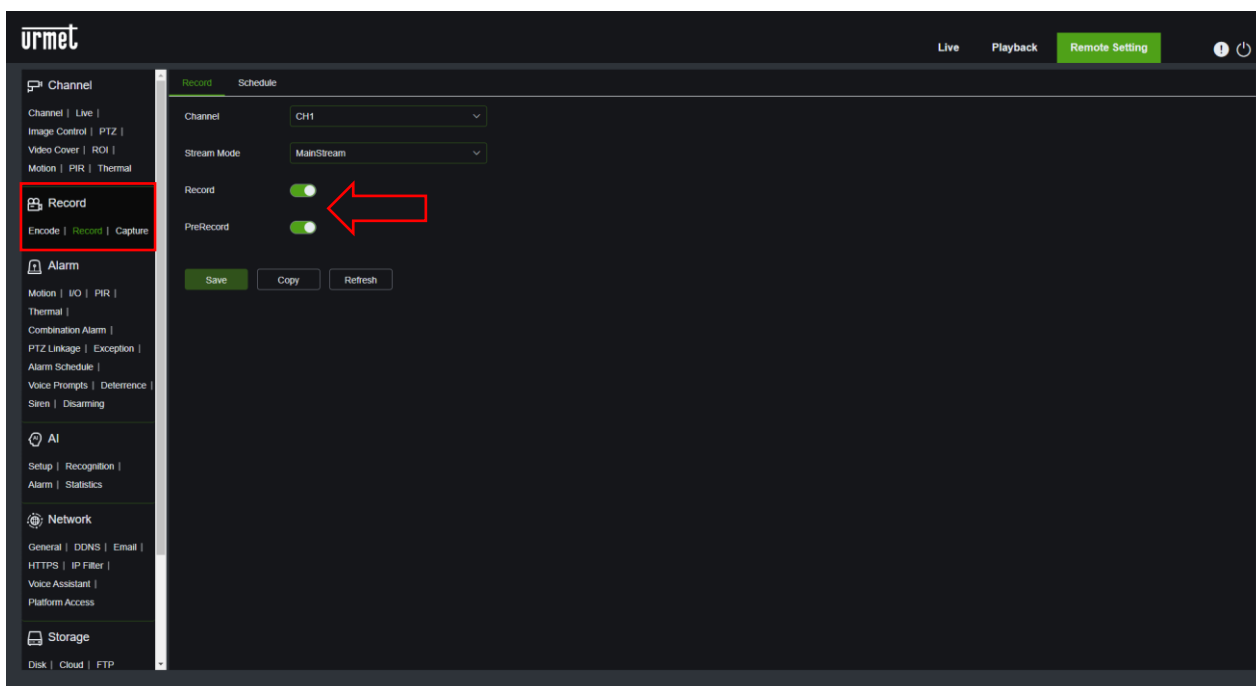 urmet
Live Playback Remote Setting
Channel
Channel | Live |
Image Control | PTZ |
Video Cover | ROI |
Motion | PIR | Thermal
Record
Encode | Record | Capture
Alarm
Motion | I/O | PIR |
Thermal |
Combination Alarm |
PTZ Linkage | Exception |
Alarm Schedule |
Voice Prompts | Deterrence |
Siren | Disarming
AI
Setup | Recognition |
Alarm | Statistics
Network
General | DDNS | Email |
HTTPS | IP Filter |
Voice Assistant |
Platform Access
Storage
Disk | Cloud | FTP
Record Schedule
Channel CH1
Stream Mode MainStream
Record
PreRecord
Save Copy Refresh